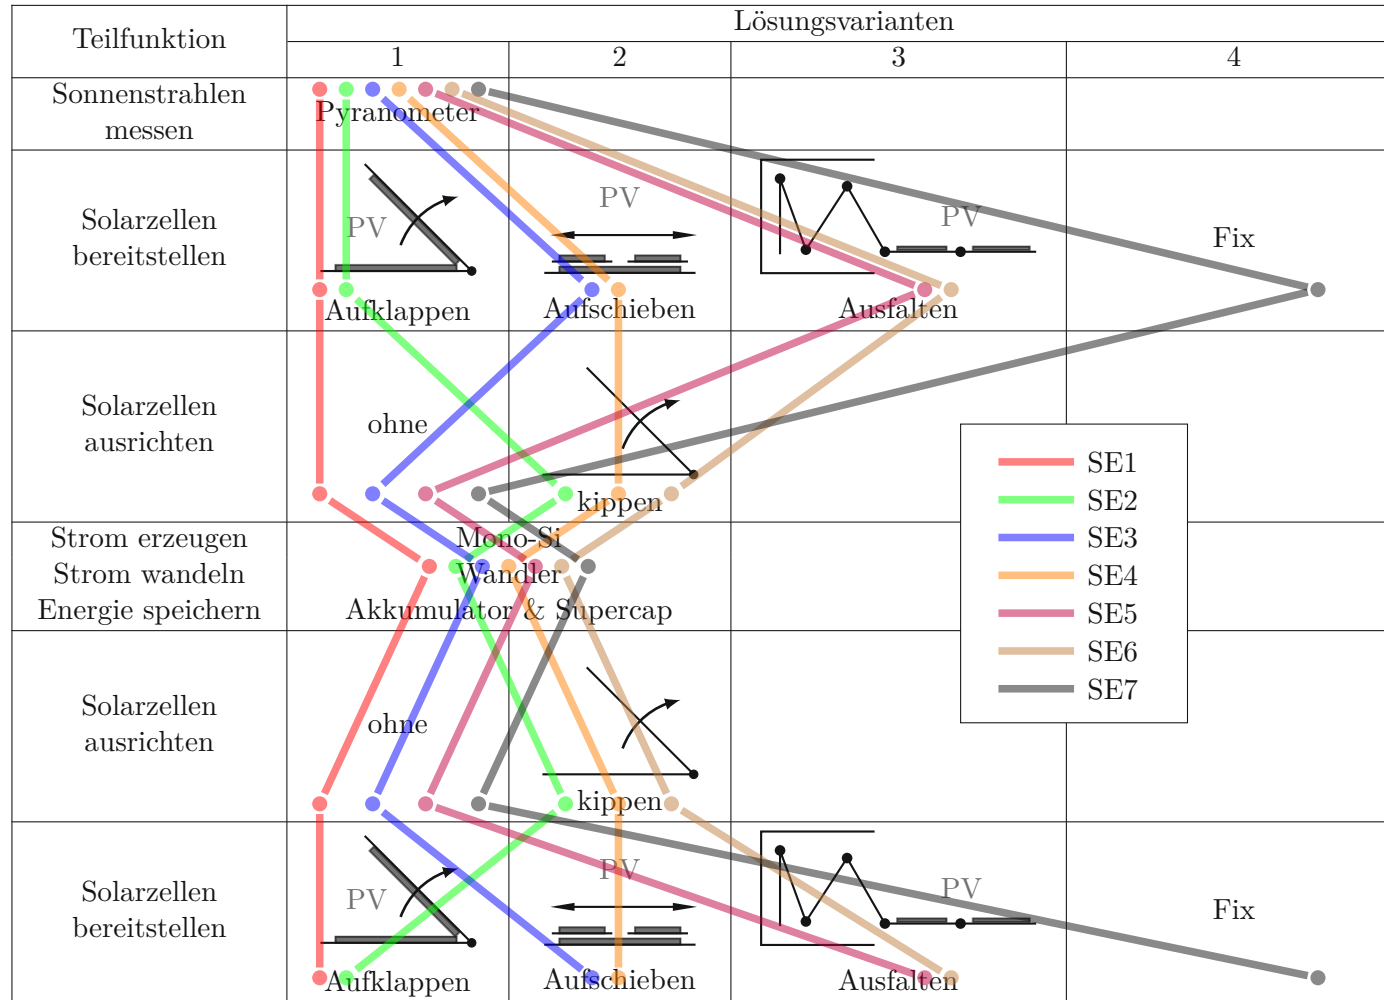 Teilfunktion
Lösungsvarianten
1
2
3
4
Sonnenstrahlen
messen
Pyranometer
Solarzellen
bereitstellen
PV
Aufklappen
PV
Aufschieben
PV
Ausfalten
Fix
Solarzellen
ausrichten
ohne
kippen
Strom erzeugen
Strom wandeln
Energie speichern
Mono-Si
Wandler
Akkumulator & Supercap
Solarzellen
ausrichten
ohne
kippen
Solarzellen
bereitstellen
PV
Aufklappen
PV
Aufschieben
PV
Ausfalten
Fix
SE1
SE2
SE3
SE4
SE5
SE6
SE7